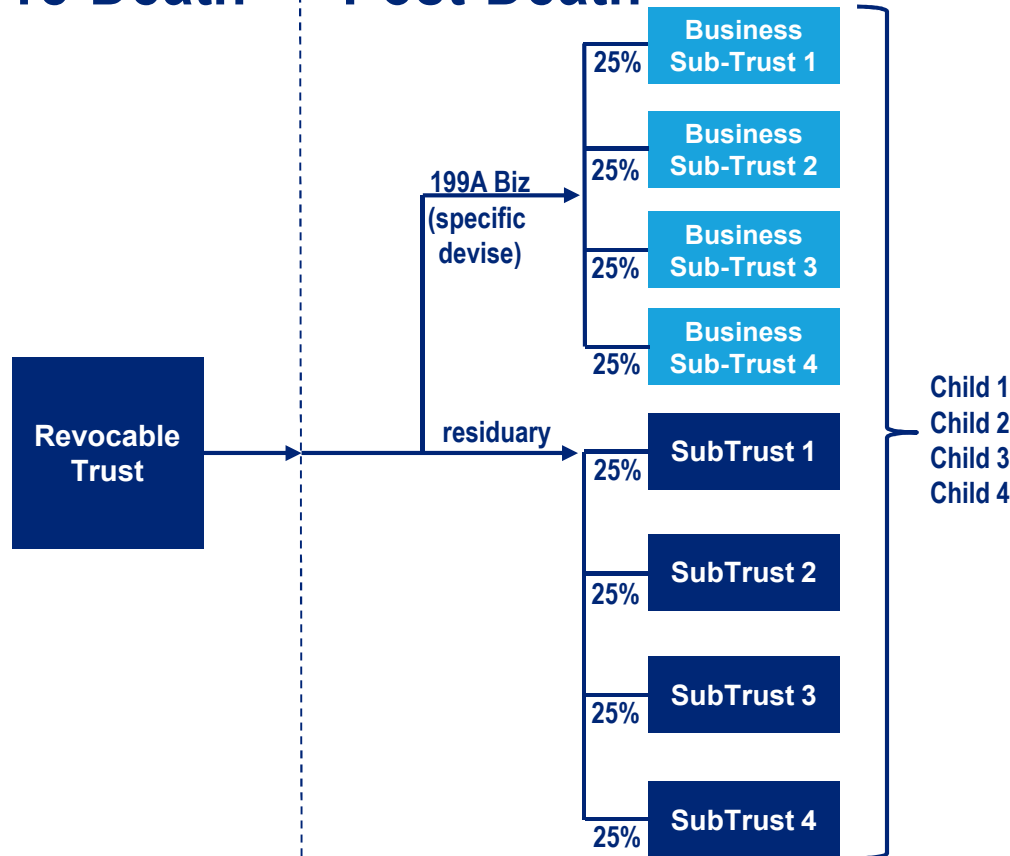 Post
Business
Sub-Trust 1
25%
Business
Sub-Trust 2
25%
199A Biz
(specific
devise)
Business
Sub-Trust 3
25%
Business
Sub-Trust 4
25%
Child 1
Child 2
Child 3
Child 4
Revocable
Trust
residuary
SubTrust 1
25%
SubTrust 2
25%
SubTrust 3
25%
SubTrust 4
25%